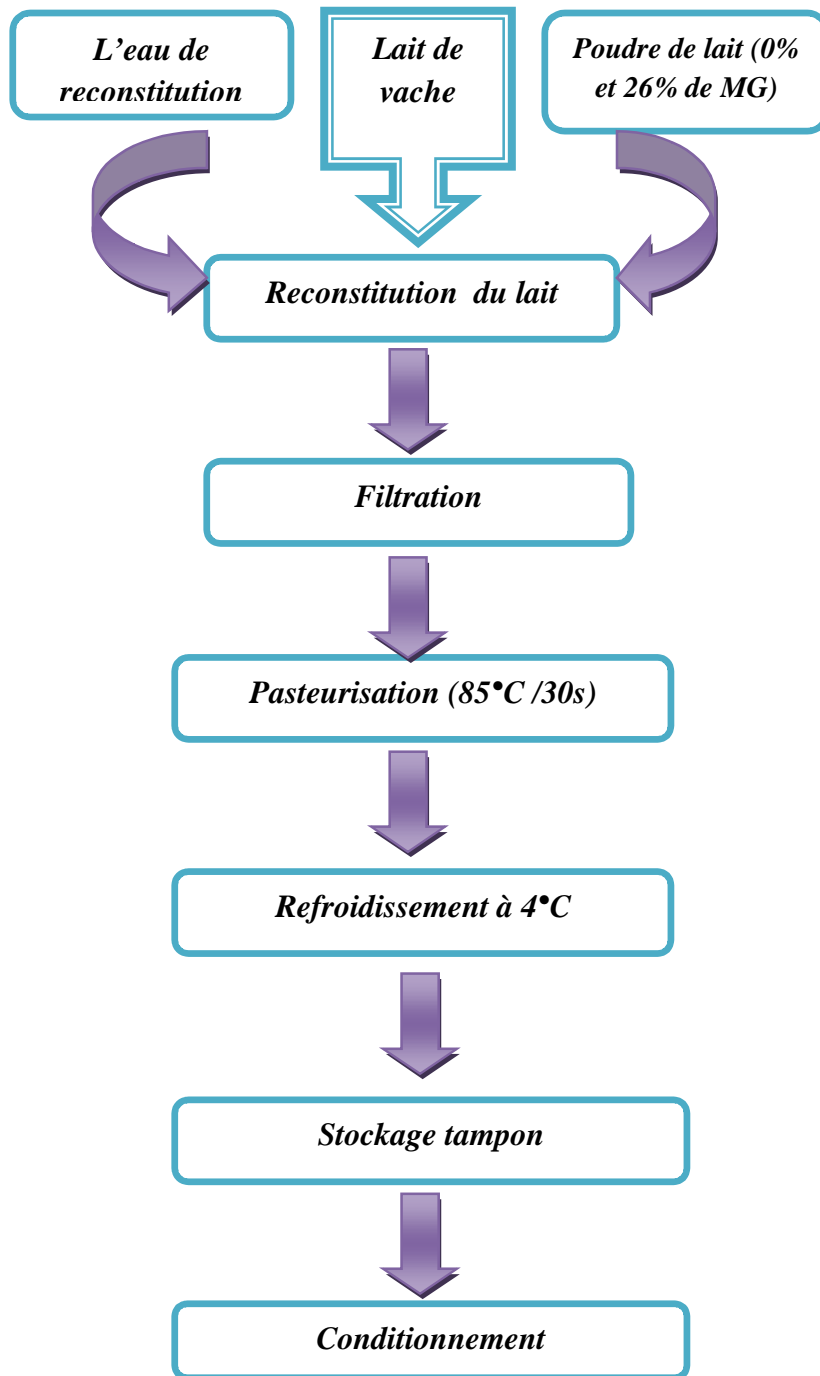 L'eau de
reconstitution
Lait de
vache
Poudre de lait (0%
et 26% de MG)
Reconstitution du lait
Filtration
Pasteurisation (85°C /30s)
Refroidissement à 4°C
Stockage tampon
Conditionnement